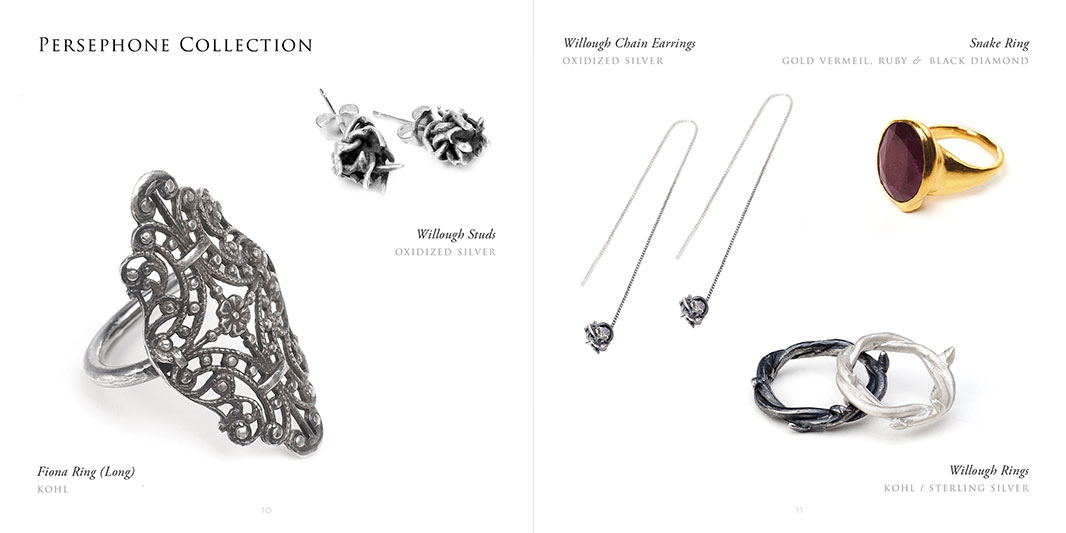 PERSEPHONE COLLECTION
Willough Studs
OXIDIZED SILVER
Fiona Ring (Long)
KOHL
10
Willough Chain Earrings
OXIDIZED SILVER
Snake Ring
GOLD VERMEIL, RUBY & BLACK DIAMOND
Willough Rings
KOHL / STERLING SILVER
11